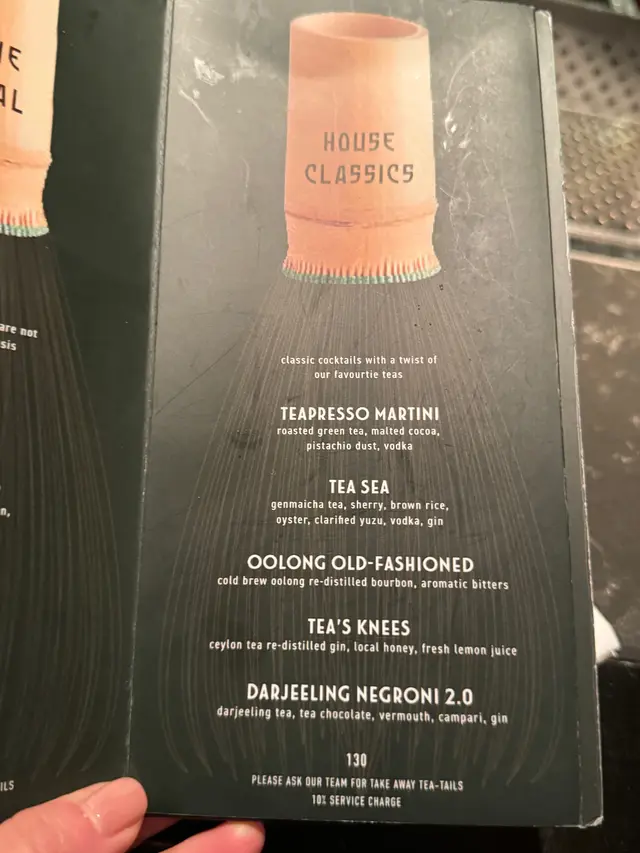 HOUSE
CLASSICS
are not
classic cocktails with a twist of
our favourtie teas
TEAPRESSO MARTINI
roasted green tea, malted cocoa,
pistachio dust, vodka
TEA SEA
genmaicha tea, sherry, brown rice,
oyster, clarified yuzu, vodka, gin
OOLONG OLD-FASHIONED
cold brew oolong re-distilled bourbon, aromatic bitters
TEA'S KNEES
ceylon tea re-distilled gin, local honey, fresh lemon juice
DARJEELING NEGRONI 2.0
darjeeling tea, tea chocolate, vermouth, campari, gin
130
PLEASE ASK OUR TEAM FOR TAKE AWAY TEA-TAILS
10% SERVICE CHARGE